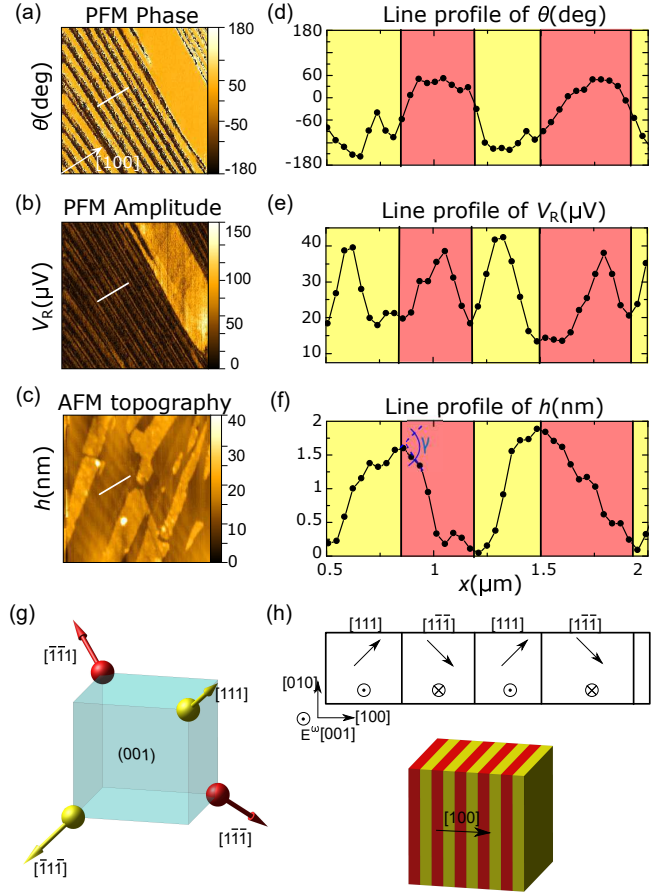 (a) PFM Phase
θ(deg)
180
50
-50
-180
[100]
(d) Line profile of θ(deg)
180
60
0
-60
-180
(b) PFM Amplitude
V_R(μV)
150
100
50
0
(e) Line profile of V_R(μV)
40
30
20
10
(c) AFM topography
h(nm)
40
30
20
10
0
(f) Line profile of h(nm)
2
1.5
1
0.5
0
γ
0.5 1 1.5 2
x(μm)
(g)
[1̄1̄1]
[111]
(001)
[1̄11̄]
[11̄1̄]
(h)
[111] [11̄1̄] [111] [11̄1̄]
[010]
[100]
E^ω[001]
[100]